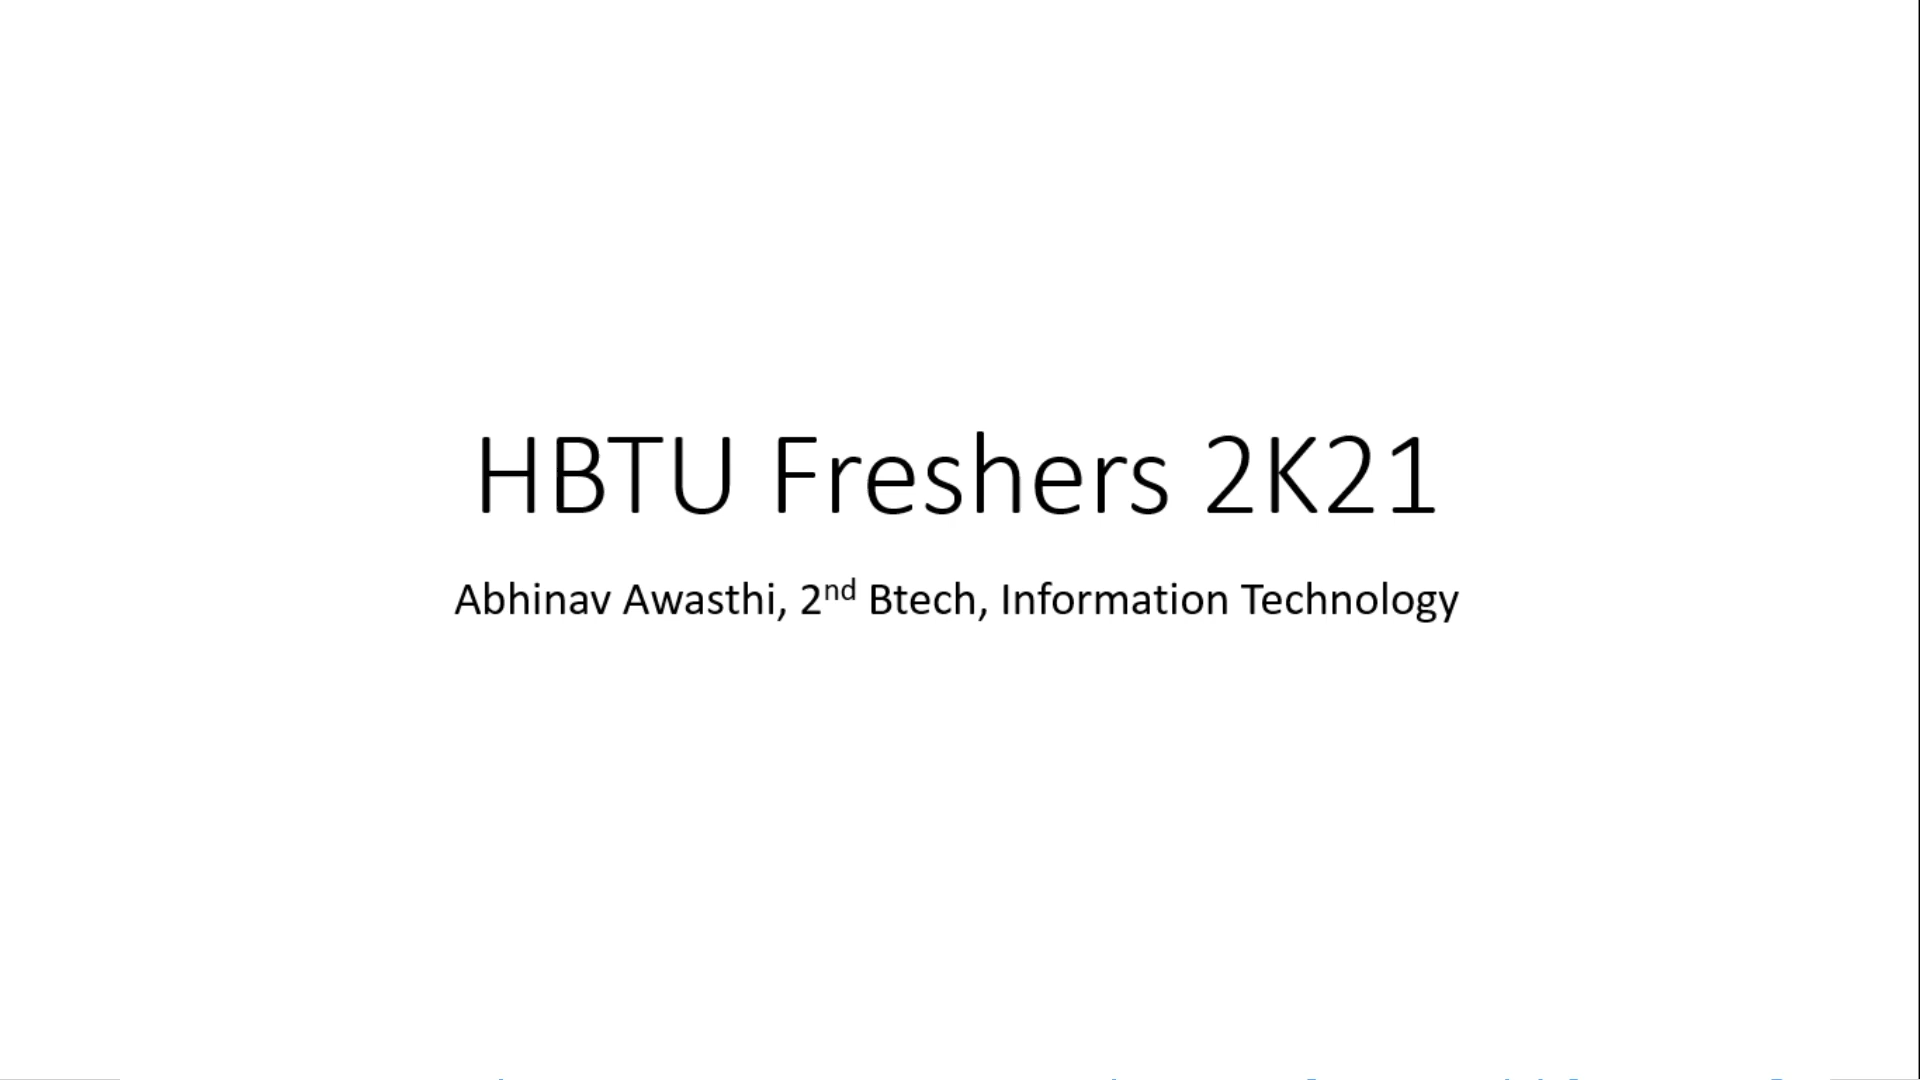 HBTU Freshers 2K21
Abhinav Awasthi, 2nd Btech, Information Technology